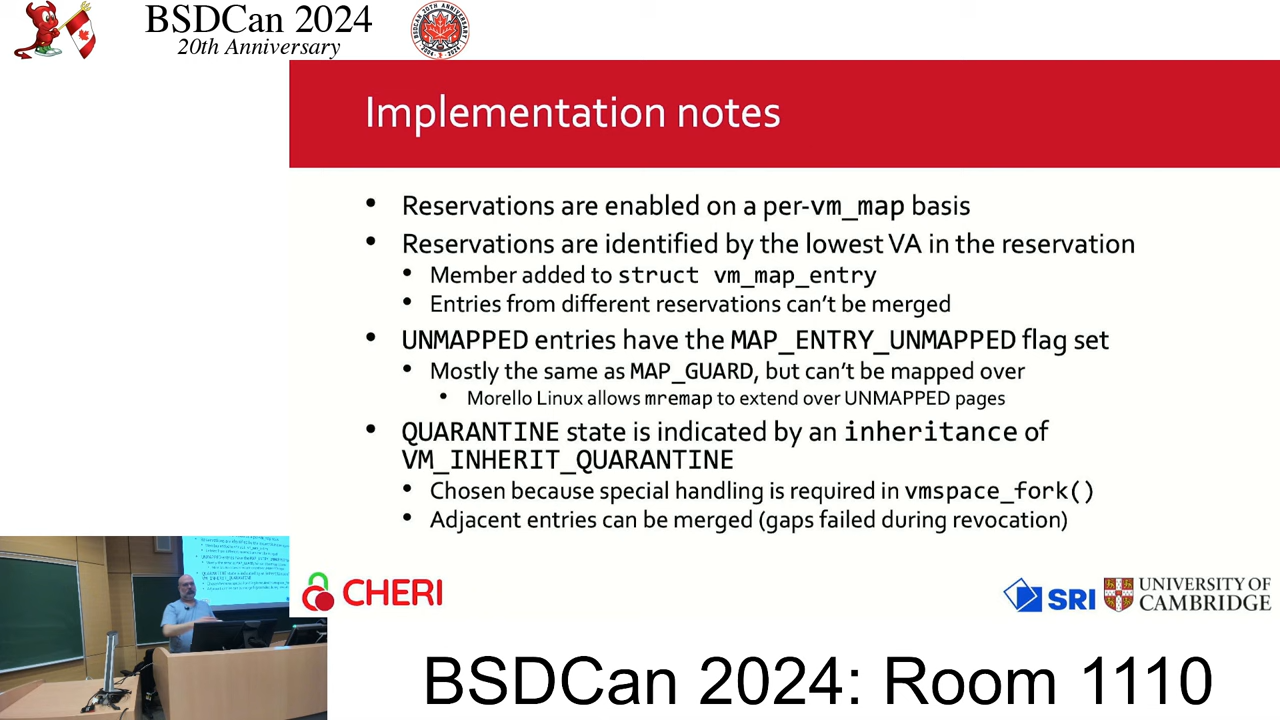 BSDCan 2024
20th Anniversary
Implementation notes
• Reservations are enabled on a per-vm_map basis
• Reservations are identified by the lowest VA in the reservation
• Member added to struct vm_map_entry
• Entries from different reservations can't be merged
• UNMAPPED entries have the MAP_ENTRY_UNMAPPED flag set
• Mostly the same as MAP_GUARD, but can't be mapped over
• Morello Linux allows mremap to extend over UNMAPPED pages
• QUARANTINE state is indicated by an inheritance of
VM_INHERIT_QUARANTINE
• Chosen because special handling is required in vmspace_fork()
• Adjacent entries can be merged (gaps failed during revocation)
CHERI
SRI
UNIVERSITY OF
CAMBRIDGE
BSDCan 2024: Room 1110